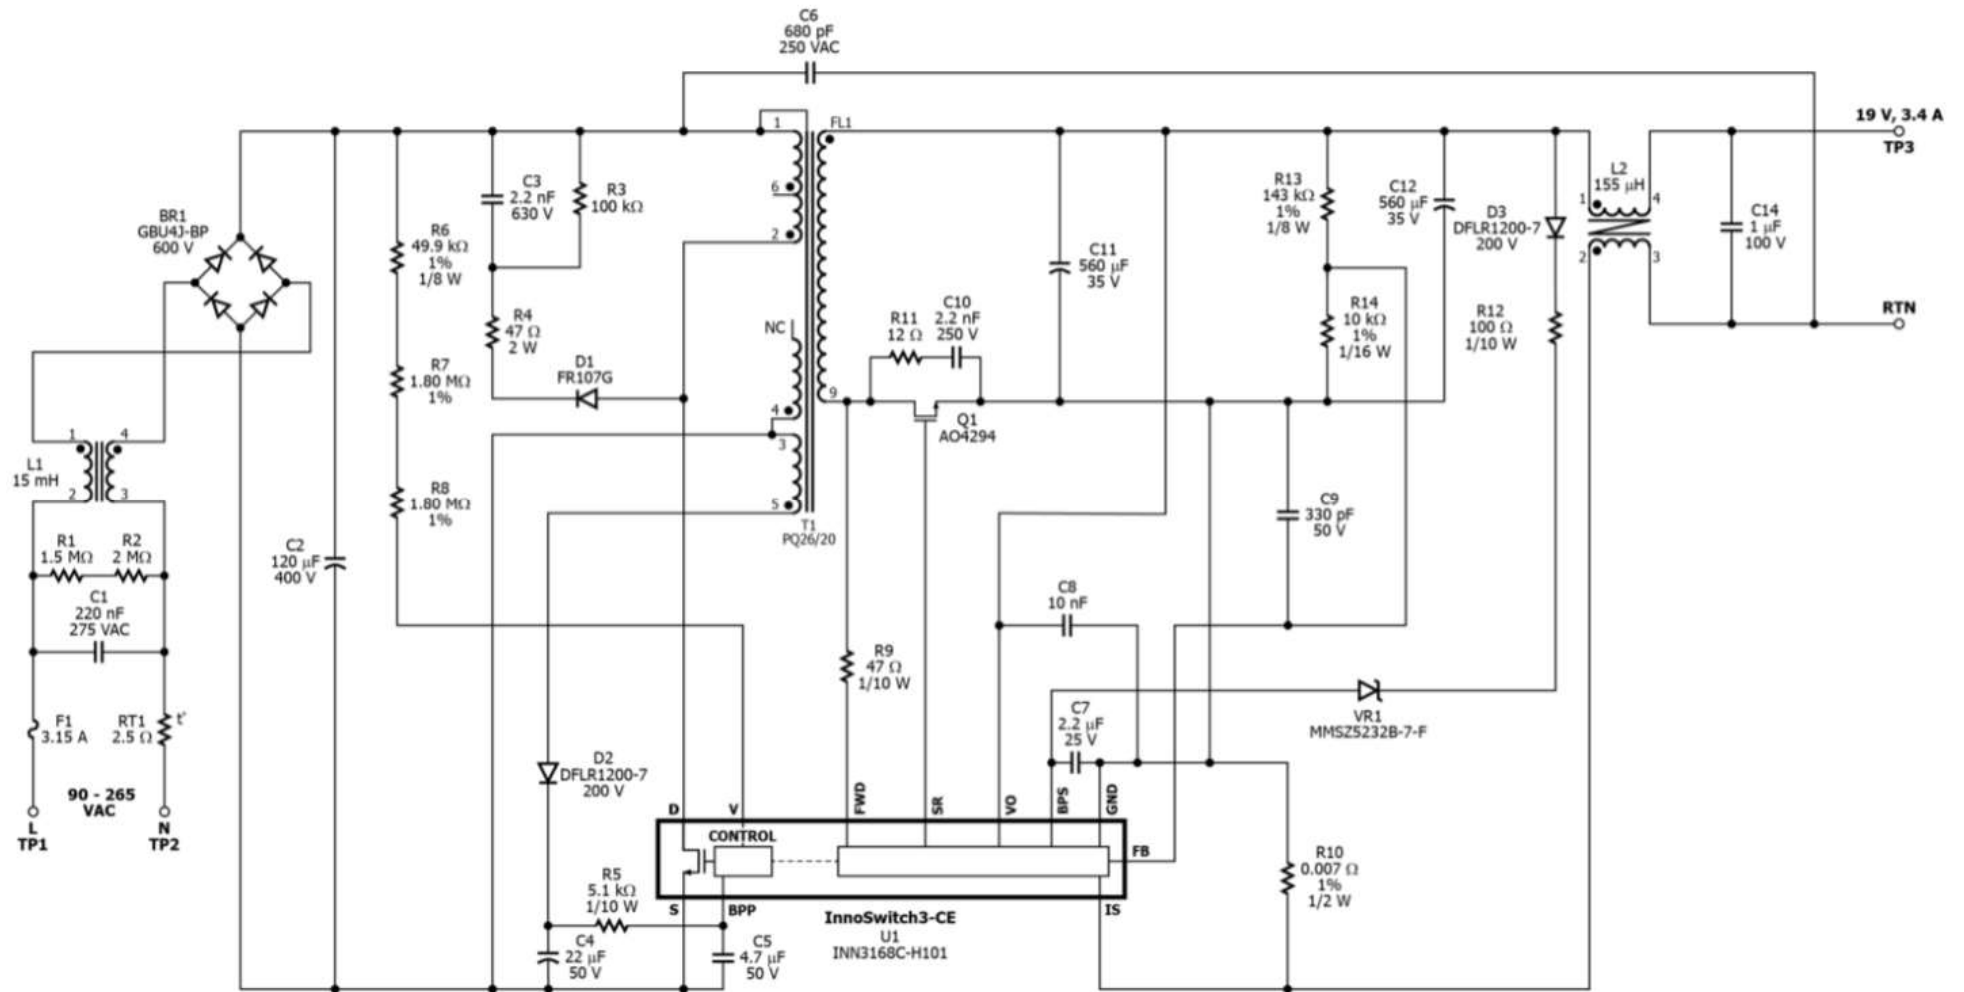 C6
680 pF
250 VAC
1
FL1
19 V, 3.4 A
TP3
C3
2.2 nF
630 V
R3
100 kΩ
6
2
R13
143 kΩ
1%
1/8 W
C12
560 μF
35 V
D3
DFLR1200-7
200 V
L2
155 μH
1
4
2
3
C14
1 μF
100 V
BR1
GBU4J-BP
600 V
R6
49.9 kΩ
1%
1/8 W
C11
560 μF
35 V
R4
47 Ω
2 W
NC
R11
12 Ω
C10
2.2 nF
250 V
R14
10 kΩ
1%
1/16 W
R12
100 Ω
1/10 W
RTN
R7
1.80 MΩ
1%
D1
FR107G
4
9
Q1
AO4294
3
1
4
L1
15 mH
2
3
R8
1.80 MΩ
1%
5
T1
PQ26/20
C9
330 pF
50 V
R1
1.5 MΩ
R2
2 MΩ
C2
120 μF
400 V
C1
220 nF
275 VAC
C8
10 nF
R9
47 Ω
1/10 W
F1
3.15 A
RT1
2.5 Ω
t°
C7
2.2 μF
25 V
VR1
MMSZ5232B-7-F
D2
DFLR1200-7
200 V
90 - 265
VAC
L
TP1
N
TP2
D
V
FWD
SR
VO
BPS
GND
CONTROL
FB
R10
0.007 Ω
1%
1/2 W
R5
5.1 kΩ
1/10 W
S
BPP
IS
InnoSwitch3-CE
U1
INN3168C-H101
C4
22 μF
50 V
C5
4.7 μF
50 V